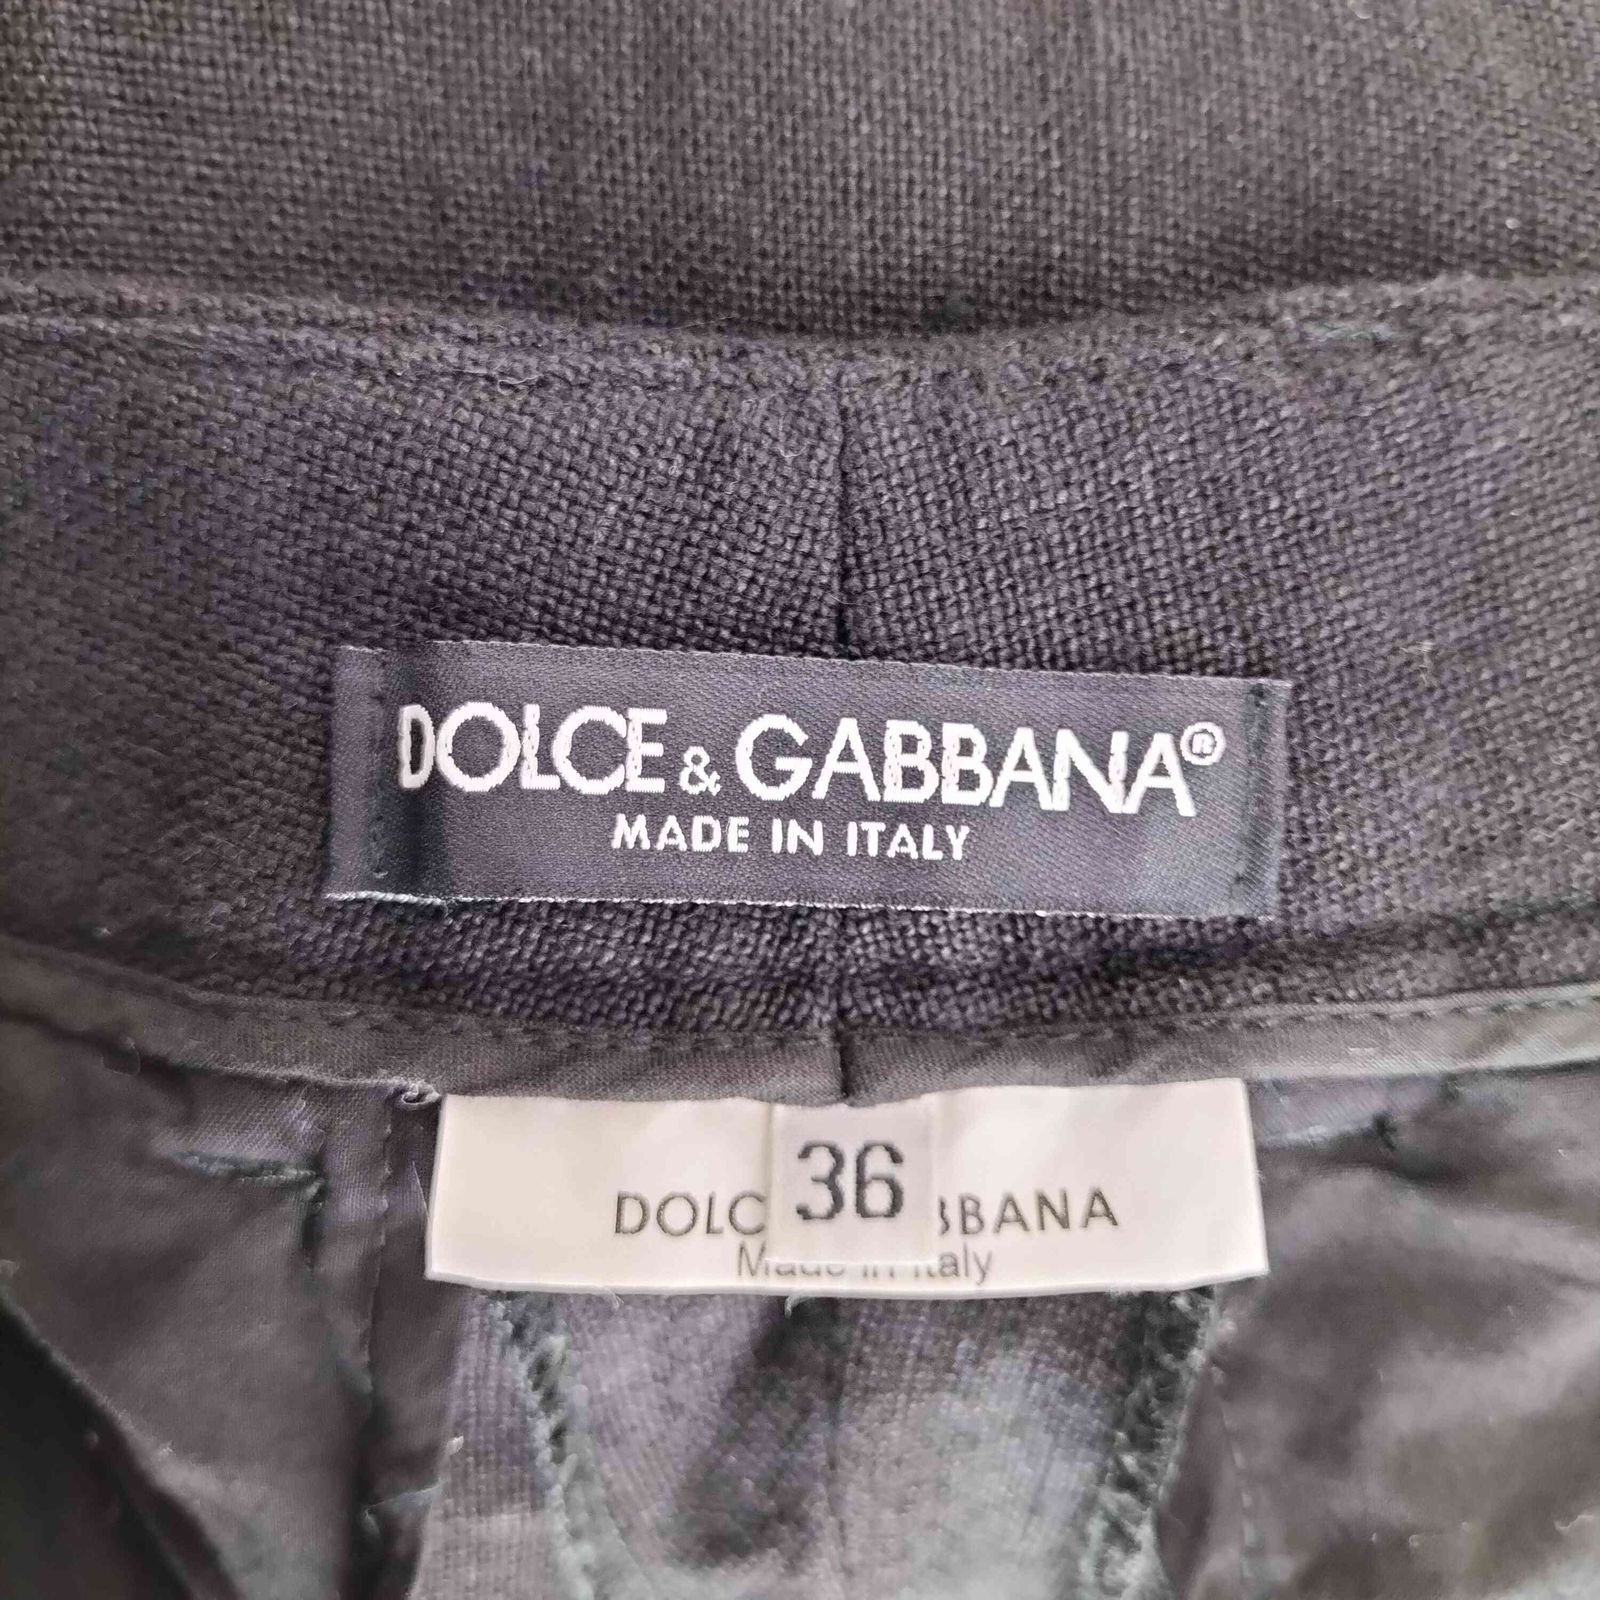 DOLCE & GABBANA®
MADE IN ITALY
36
DOLC BBANA
Made in Italy